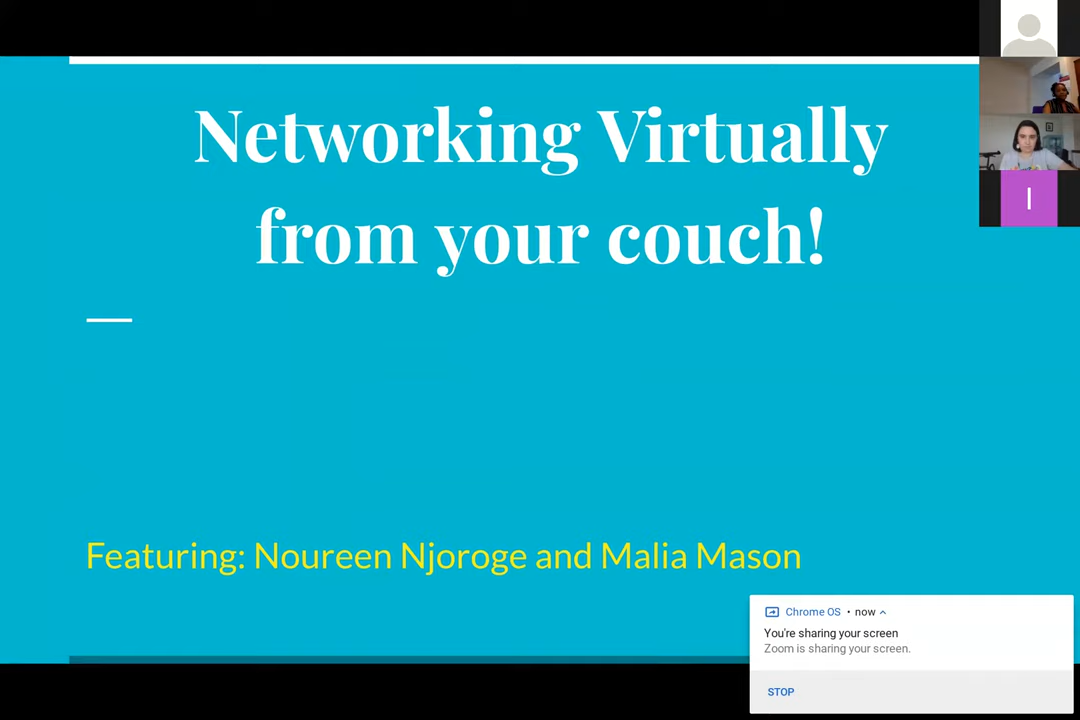 Networking Virtually
from your couch!
Featuring: Noureen Njoroge and Malia Mason
I
Chrome OS • now
You're sharing your screen
Zoom is sharing your screen.
STOP